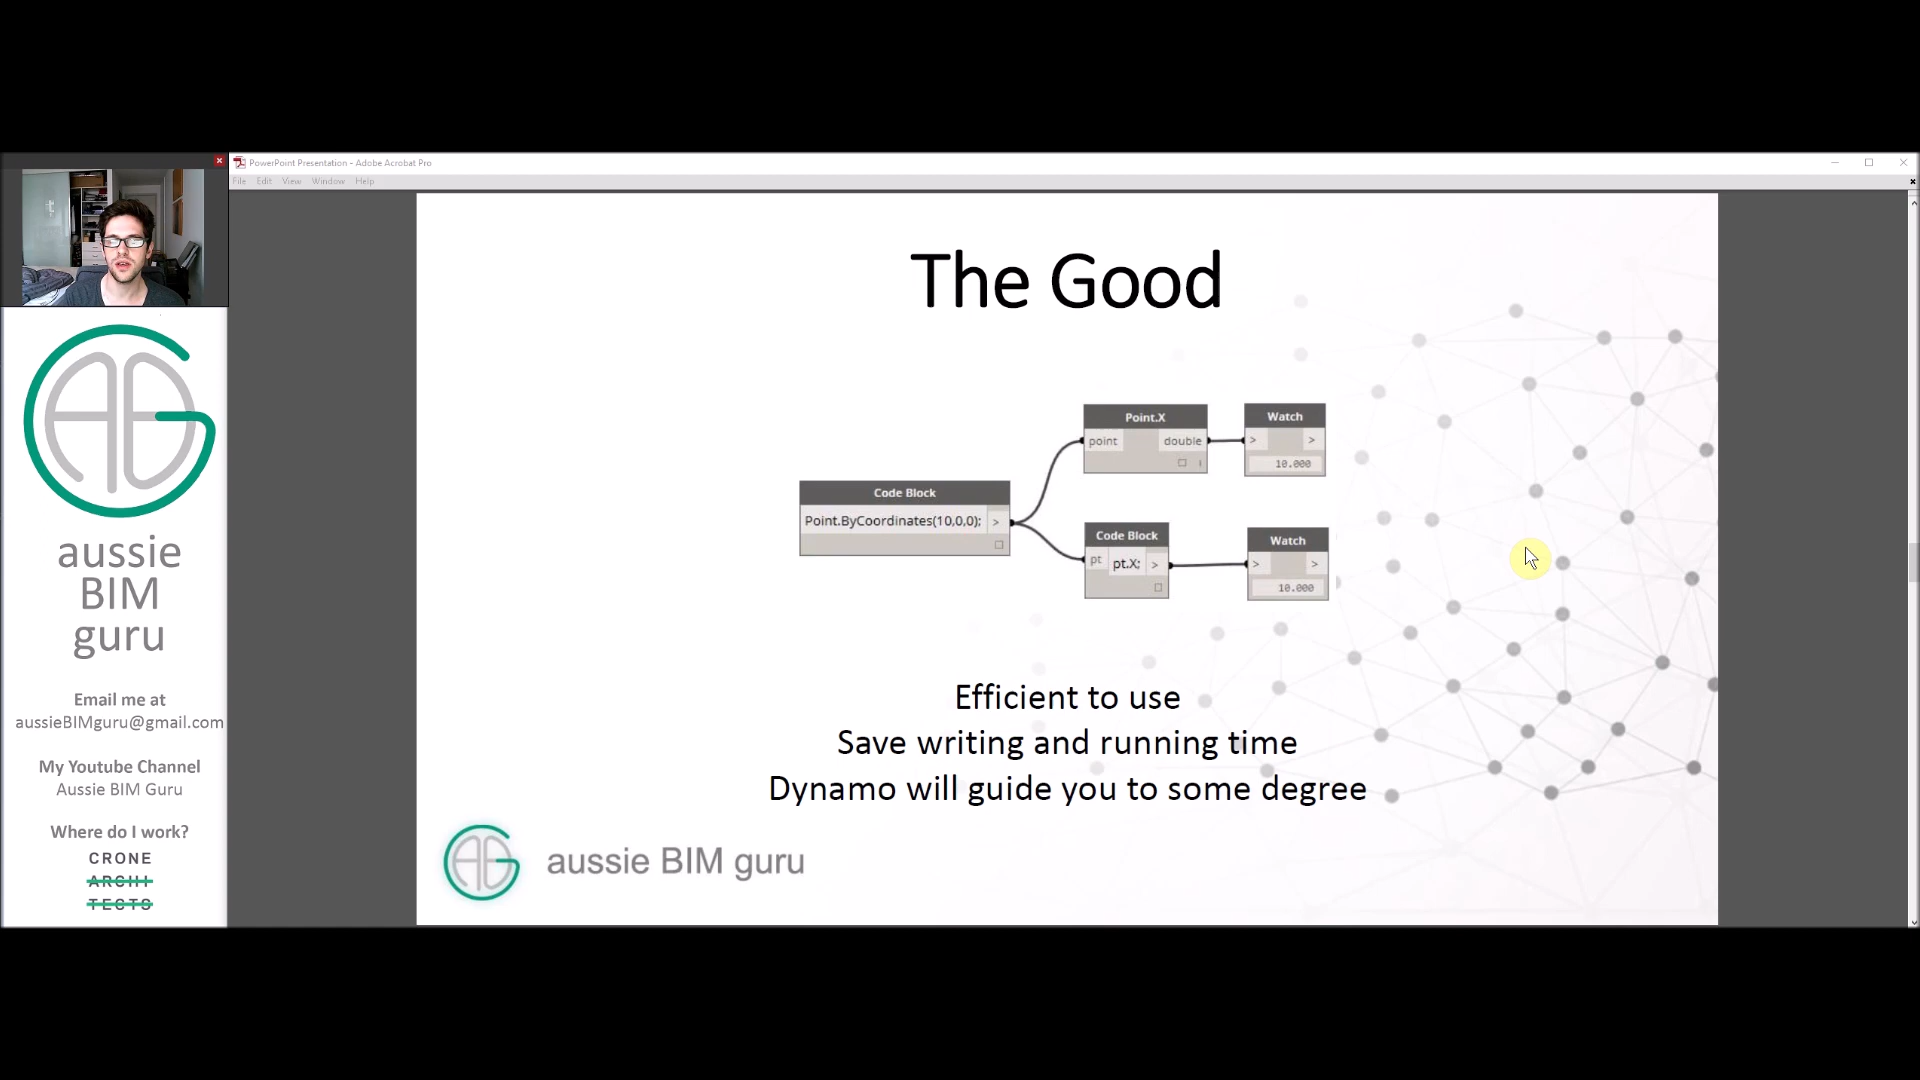 PowerPoint Presentation - Adobe Acrobat Pro
File Edit View Window Help
The Good
Code Block
Point.ByCoordinates(10,0,0); >
Point.X
point double
Watch
> >
10.000
Code Block
pt pt.X; >
Watch
> >
10.000
Efficient to use
Save writing and running time
Dynamo will guide you to some degree
aussie BIM guru
AG
aussie
BIM
guru
Email me at
aussieBIMguru@gmail.com
My Youtube Channel
Aussie BIM Guru
Where do I work?
CRONE
ARCHI
TECTS